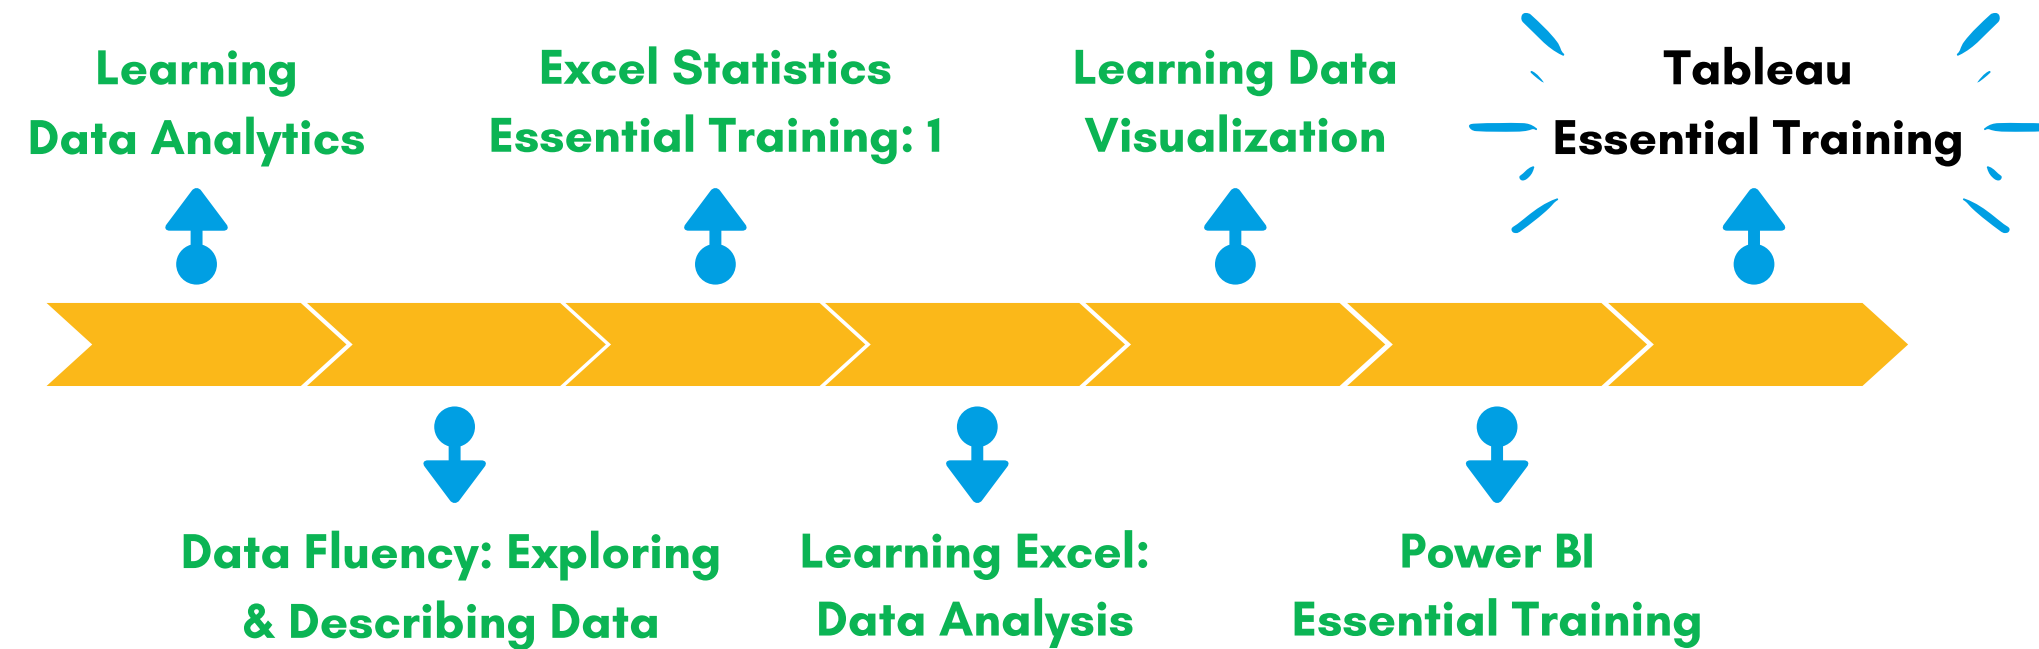 Learning
Data Analytics
Excel Statistics
Essential Training: 1
Learning Data
Visualization
Tableau
Essential Training
Data Fluency: Exploring
& Describing Data
Learning Excel:
Data Analysis
Power BI
Essential Training